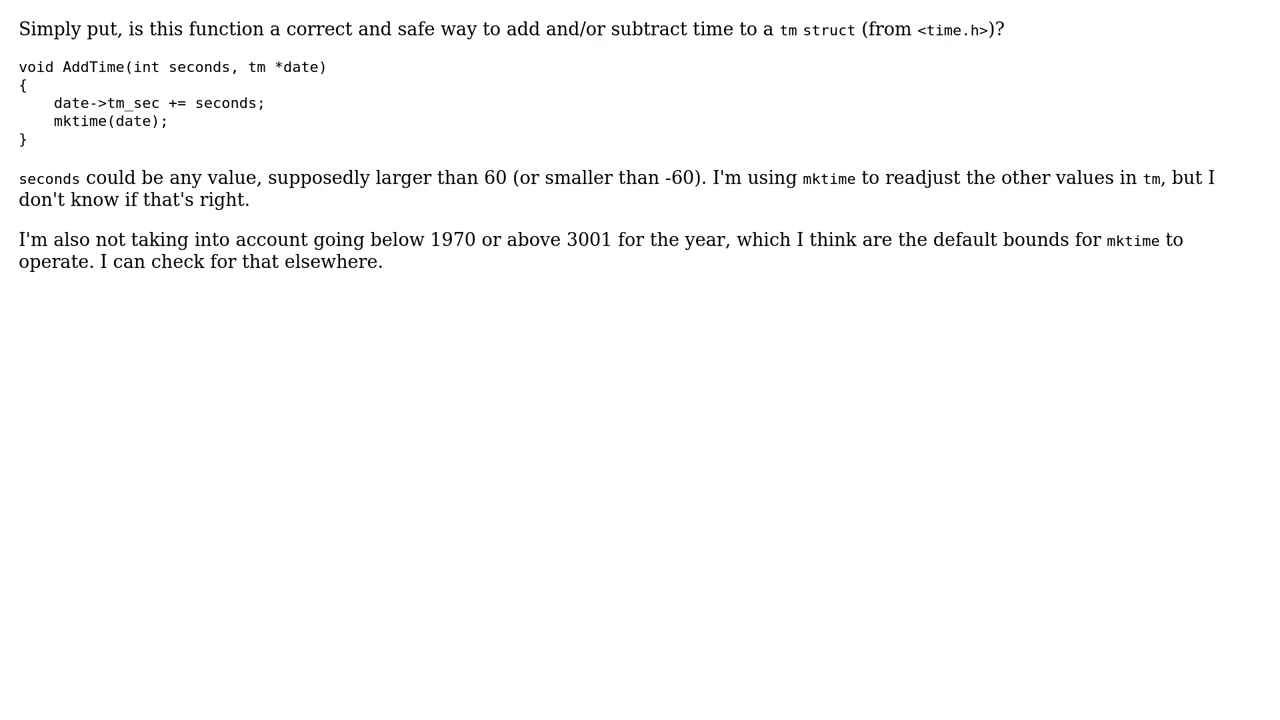 Simply put, is this function a correct and safe way to add and/or subtract time to a tm struct (from <time.h>)?
void AddTime(int seconds, tm *date)
{
    date->tm_sec += seconds;
    mktime(date);
}
seconds could be any value, supposedly larger than 60 (or smaller than -60). I'm using mktime to readjust the other values in tm, but I
don't know if that's right.
I'm also not taking into account going below 1970 or above 3001 for the year, which I think are the default bounds for mktime to
operate. I can check for that elsewhere.